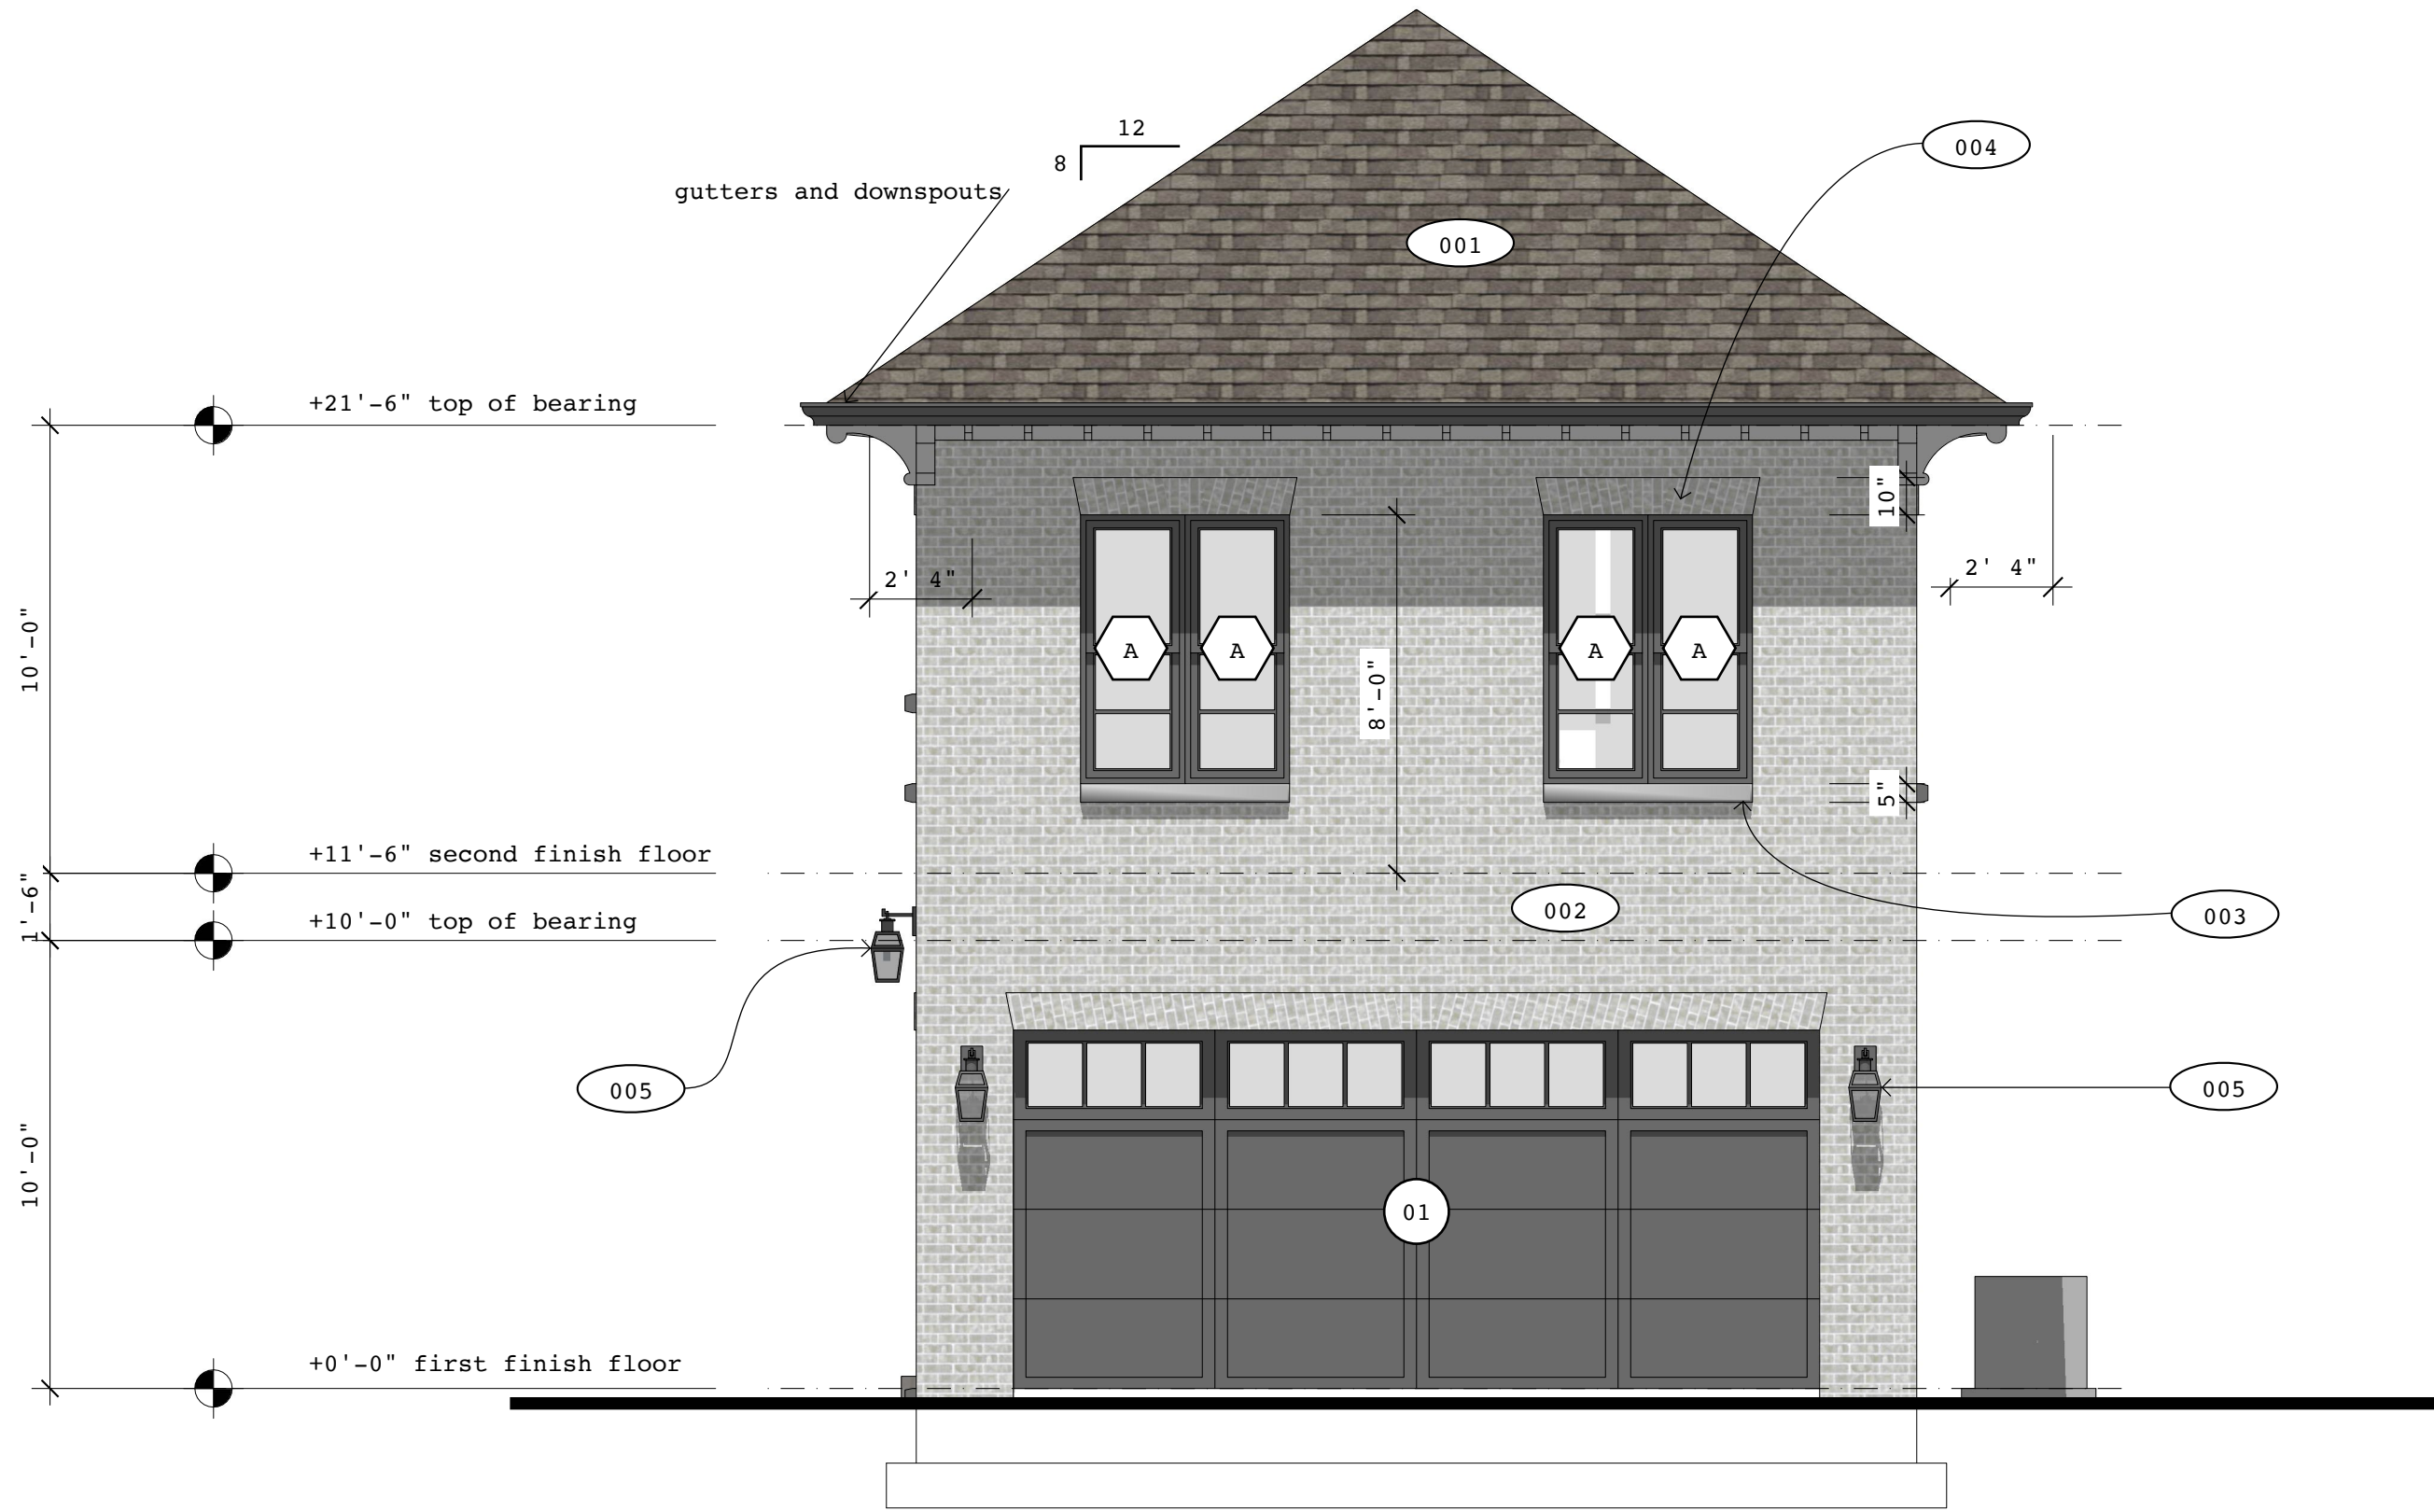 12
8
004
gutters and downspouts
001
+21'-6" top of bearing
10"
2' 4"
2' 4"
10'-0"
A
A
A
A
8'-0"
5"
+11'-6" second finish floor
1'-6"
+10'-0" top of bearing
002
003
005
005
10'-0"
01
+0'-0" first finish floor